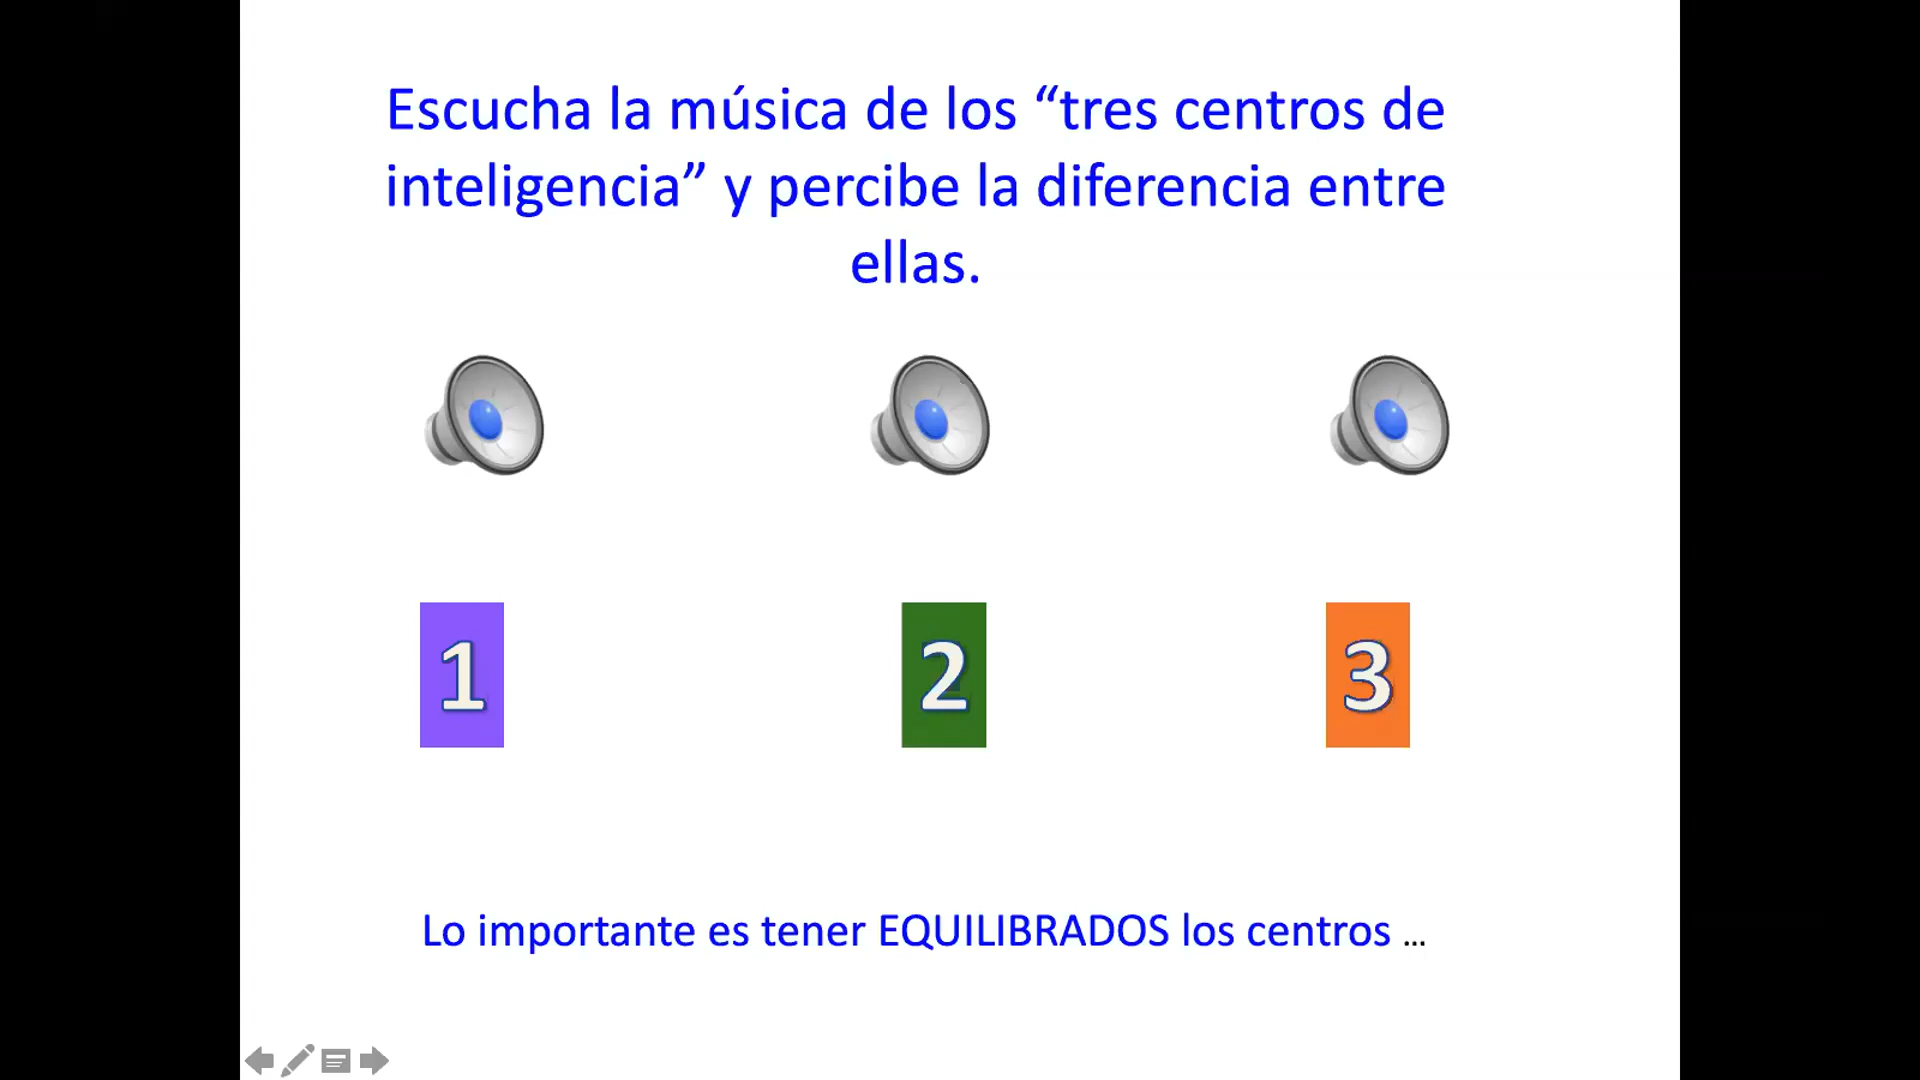 Escucha la música de los “tres centros de
inteligencia” y percibe la diferencia entre
ellas.
1
2
3
Lo importante es tener EQUILIBRADOS los centros ...